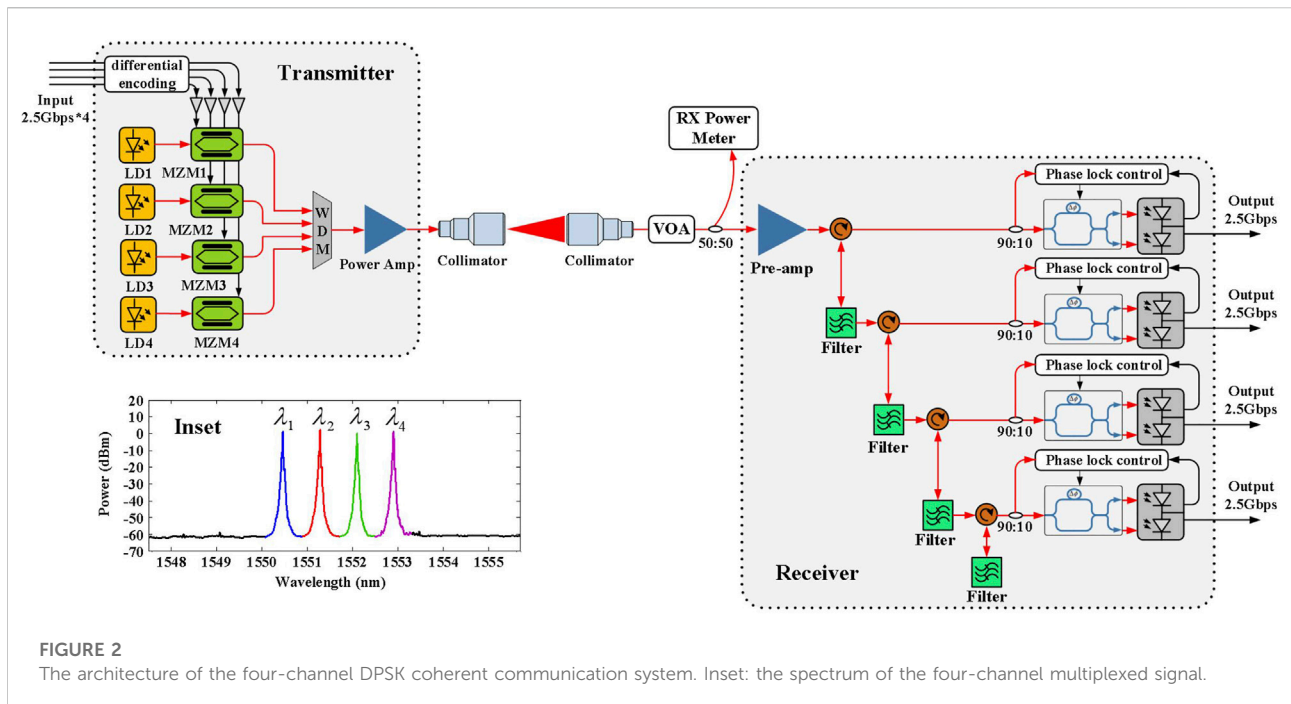 differential
encoding
Transmitter
Input
2.5Gbps*4
LD1
MZM1
LD2
MZM2
LD3
MZM3
LD4
MZM4
W
D
M
Power Amp
Collimator
Collimator
VOA
50:50
RX Power
Meter
Pre-amp
Phase lock control
Δφ
90:10
Output
2.5Gbps
Filter
Phase lock control
Δφ
90:10
Output
2.5Gbps
Filter
Phase lock control
Δφ
90:10
Output
2.5Gbps
Filter
Phase lock control
Δφ
90:10
Output
2.5Gbps
Filter
Receiver
Inset
λ1 λ2 λ3 λ4
Power (dBm)
20
10
0
-10
-20
-30
-40
-50
-60
-70
1548 1549 1550 1551 1552 1553 1554 1555
Wavelength (nm)
FIGURE 2
The architecture of the four-channel DPSK coherent communication system. Inset: the spectrum of the four-channel multiplexed signal.